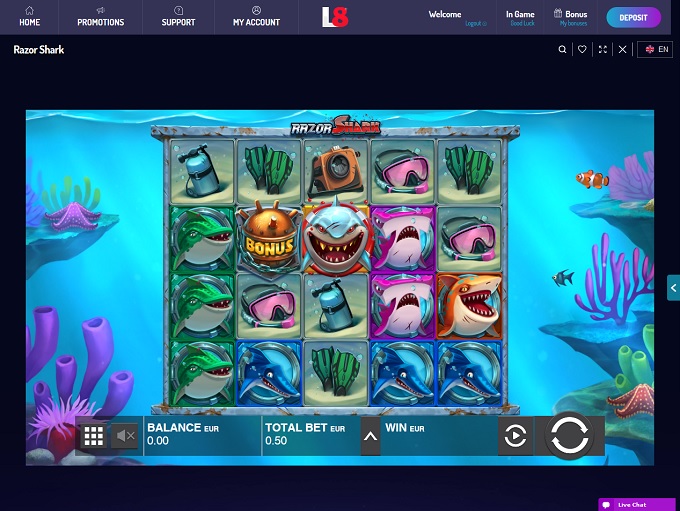 HOME
PROMOTIONS
SUPPORT
MY ACCOUNT
L8
Welcome
Logout
In Game
Good Luck
Bonus
My bonuses
DEPOSIT
Razor Shark
EN
RAZOR SHARK
BONUS
BALANCE EUR
0.00
TOTAL BET EUR
0.50
WIN EUR
Live Chat